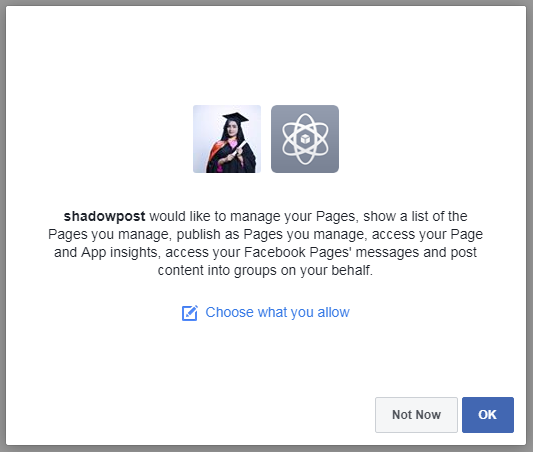 shadowpost would like to manage your Pages, show a list of the
Pages you manage, publish as Pages you manage, access your Page
and App insights, access your Facebook Pages' messages and post
content into groups on your behalf.
Choose what you allow
Not Now
OK